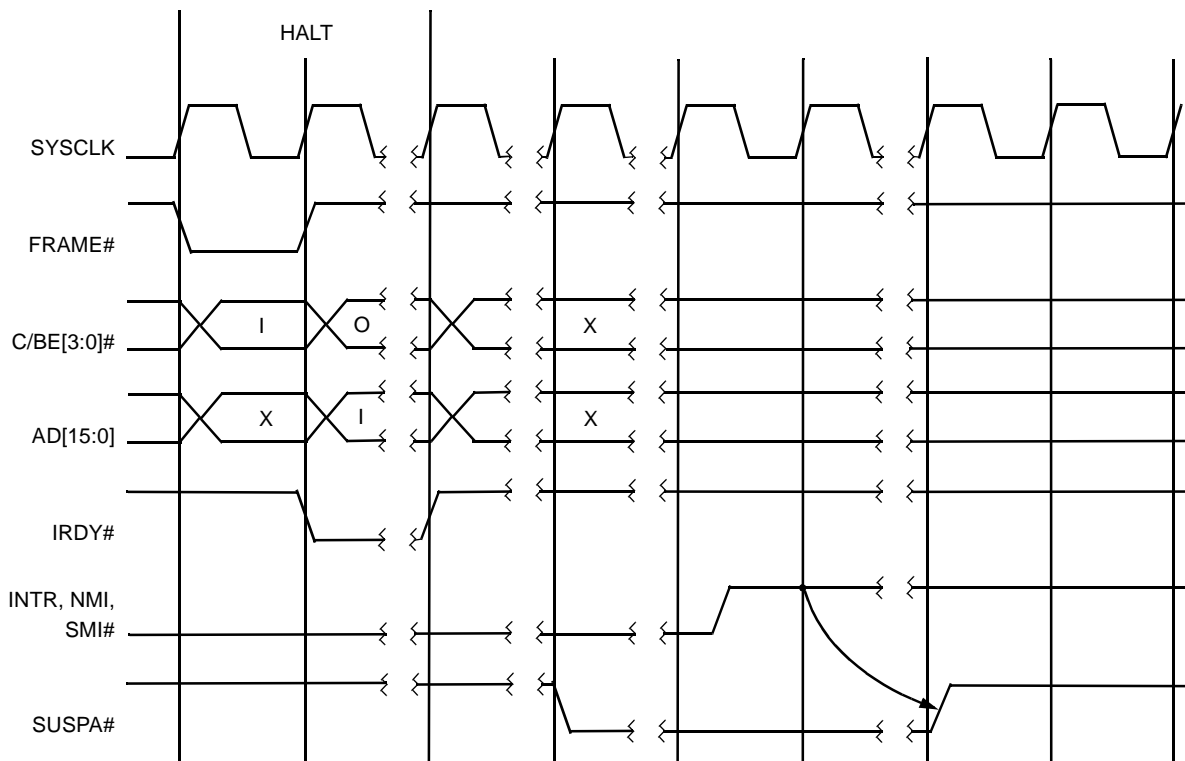 HALT
SYSCLK
FRAME#
C/BE[3:0]#
I
O
X
AD[15:0]
X
I
X
IRDY#
INTR, NMI,
SMI#
SUSPA#